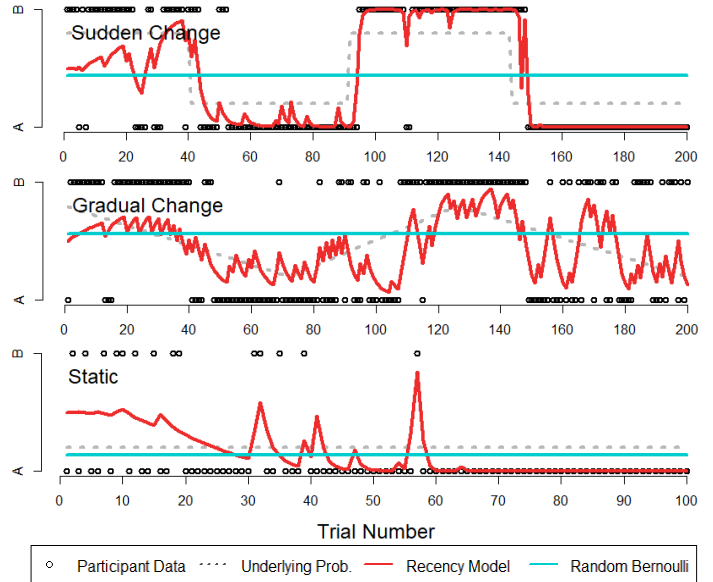 B
Sudden Change
A
0 20 40 60 80 100 120 140 160 180 200
B
Gradual Change
A
0 20 40 60 80 100 120 140 160 180 200
B
Static
A
0 10 20 30 40 50 60 70 80 90 100
Trial Number
Participant Data Underlying Prob. Recency Model Random Bernoulli